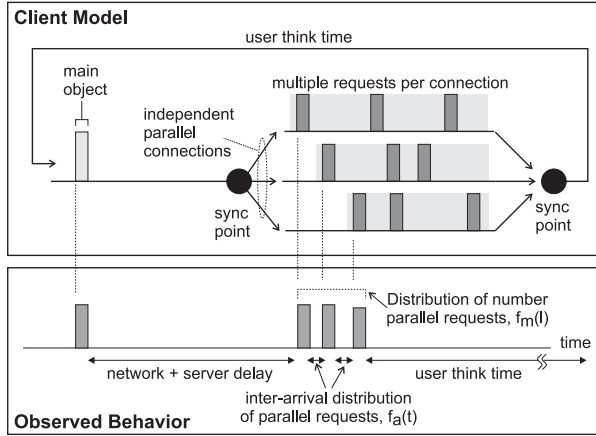 Client Model
user think time
main
object
multiple requests per connection
independent
parallel
connections
sync
point
sync
point
Distribution of number
parallel requests, f_m(l)
time
network + server delay
user think time
inter-arrival distribution
of parallel requests, f_a(t)
Observed Behavior